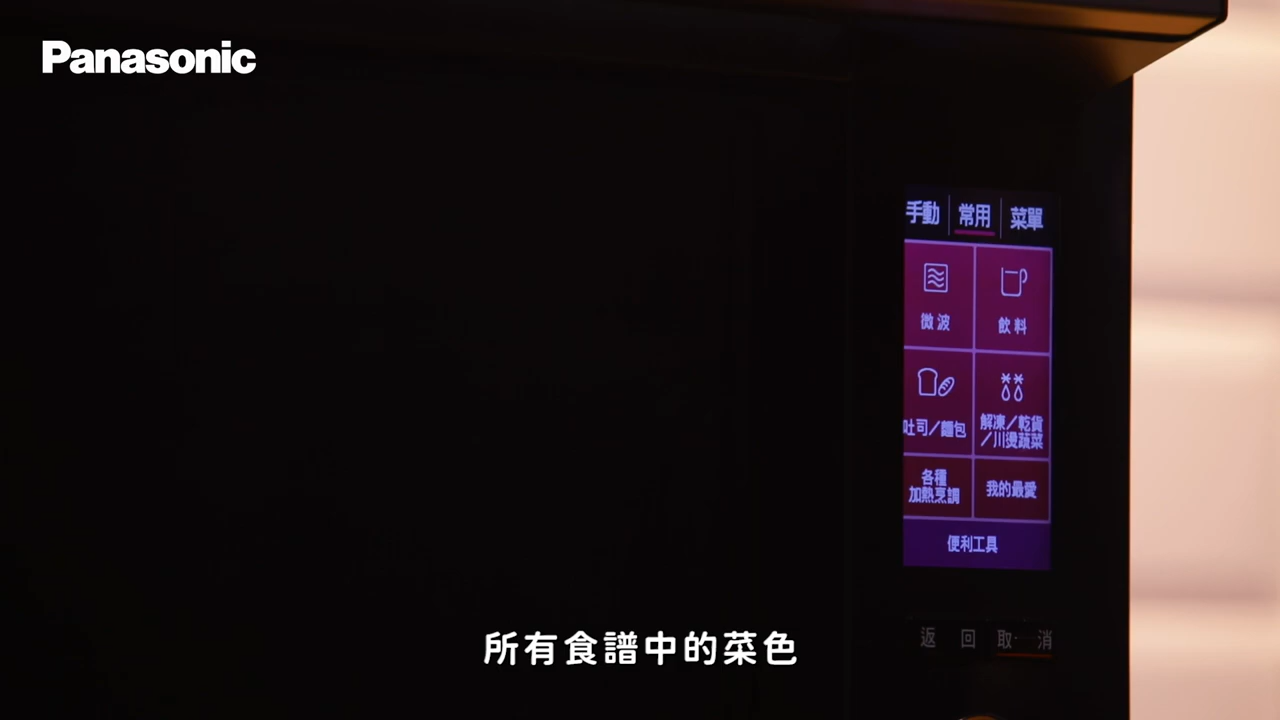 Panasonic
手動 常用 菜單
微波 飲料
吐司／麵包 解凍／乾貨
／川燙蔬菜
各種
加熱烹調 我的最愛
便利工具
返回 取消
所有食譜中的菜色